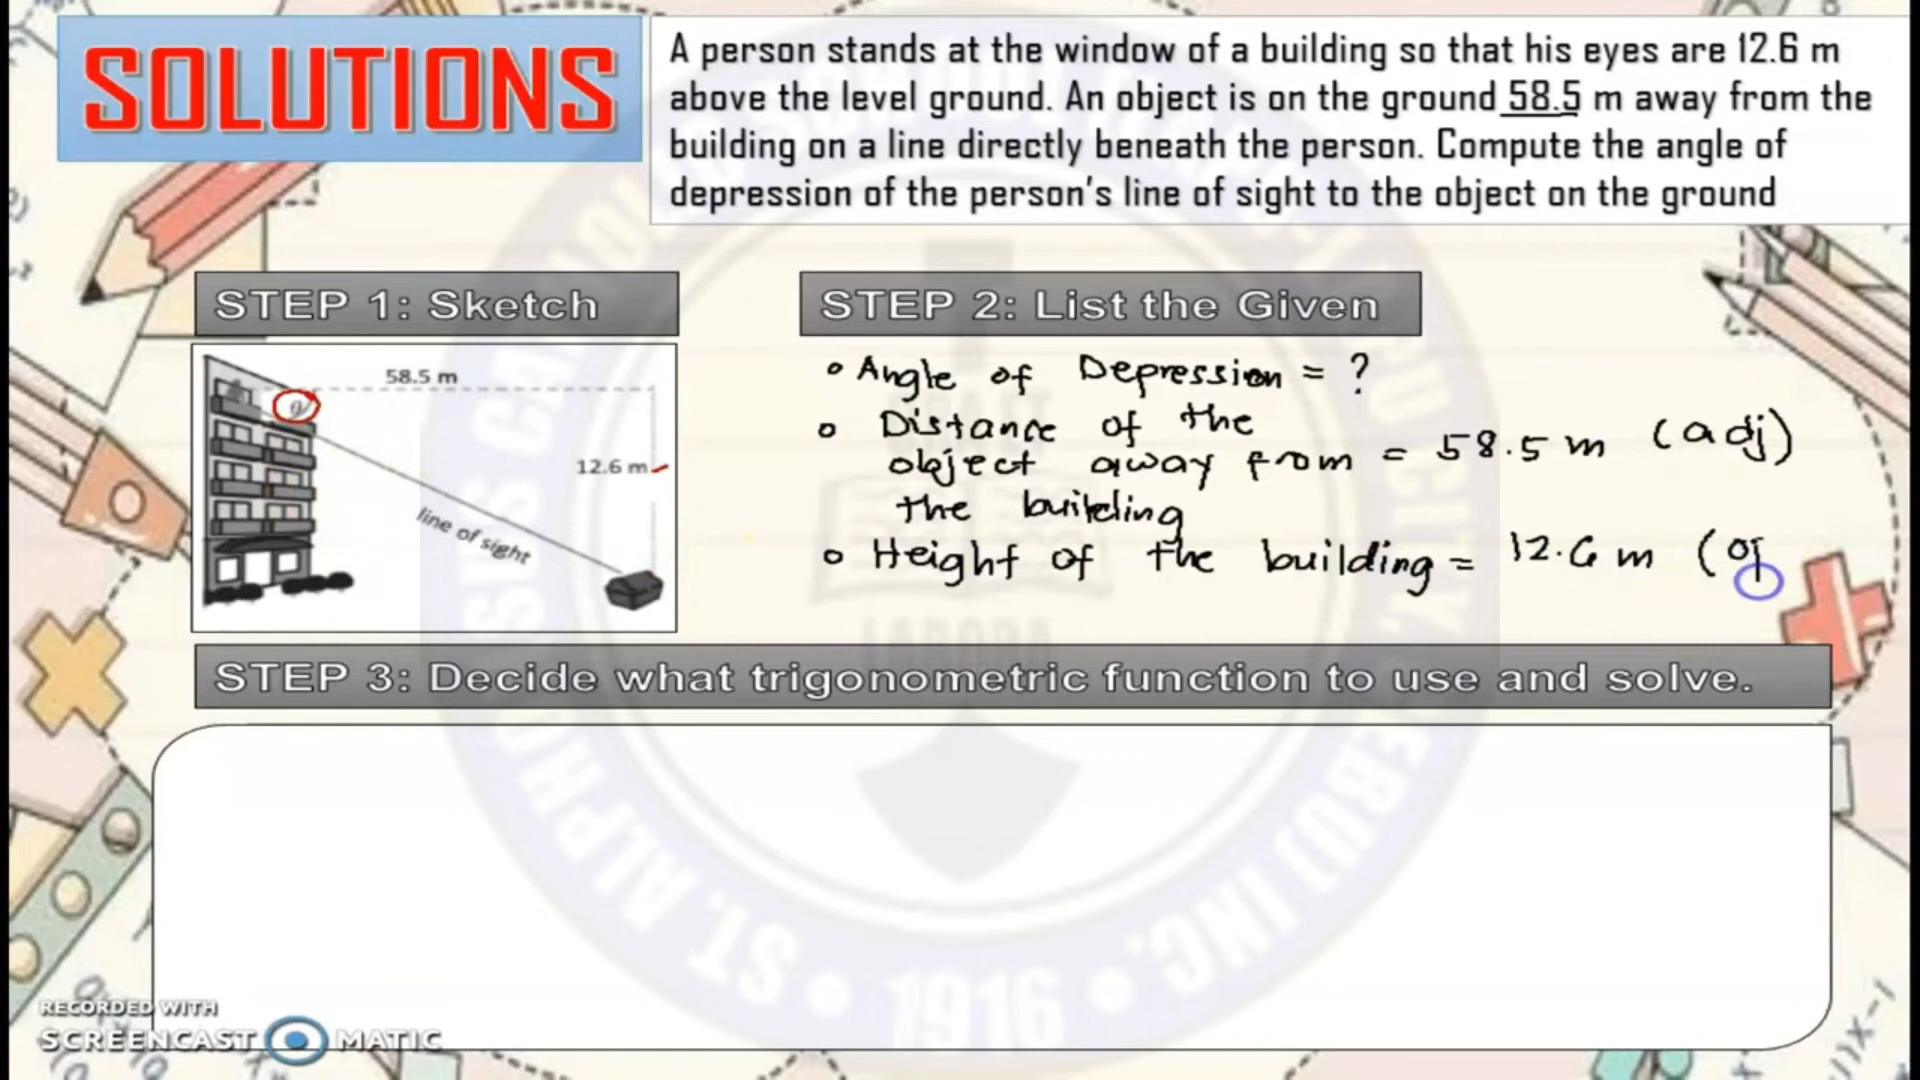 SOLUTIONS
A person stands at the window of a building so that his eyes are 12.6 m
above the level ground. An object is on the ground 58.5 m away from the
building on a line directly beneath the person. Compute the angle of
depression of the person's line of sight to the object on the ground
STEP 1: Sketch
58.5 m
θ
12.6 m
line of sight
STEP 2: List the Given
Angle of Depression = ?
Distance of the
object away from = 58.5 m (adj)
the building
Height of the building = 12.6 m (op
STEP 3: Decide what trigonometric function to use and solve.
ST. ALPHO
1916
INC.
RECORDED WITH
SCREENCAST MATIC